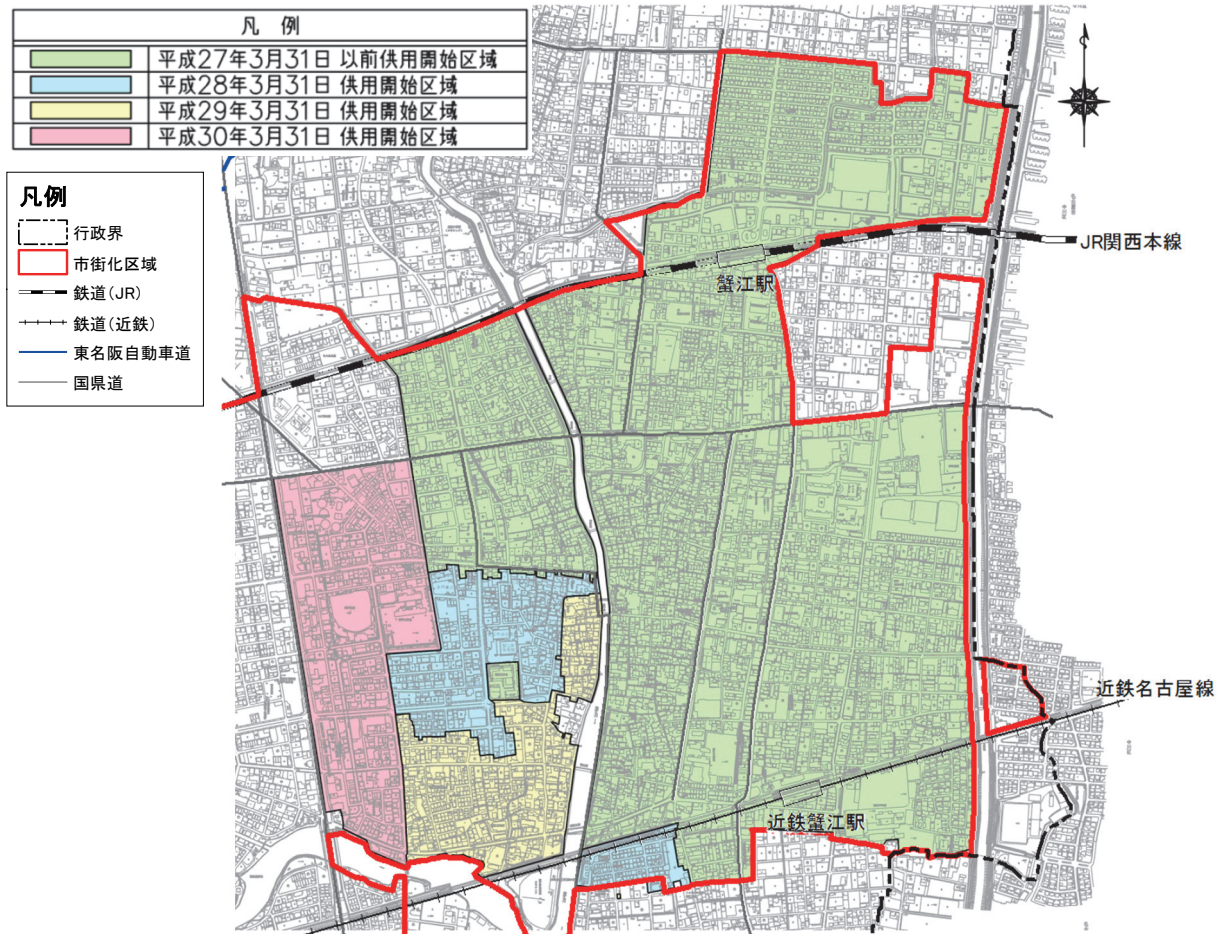 凡例
平成27年3月31日 以前供用開始区域
平成28年3月31日 供用開始区域
平成29年3月31日 供用開始区域
平成30年3月31日 供用開始区域
凡例
行政界
市街化区域
鉄道(JR)
鉄道(近鉄)
東名阪自動車道
国県道
JR関西本線
蟹江駅
近鉄名古屋線
近鉄蟹江駅